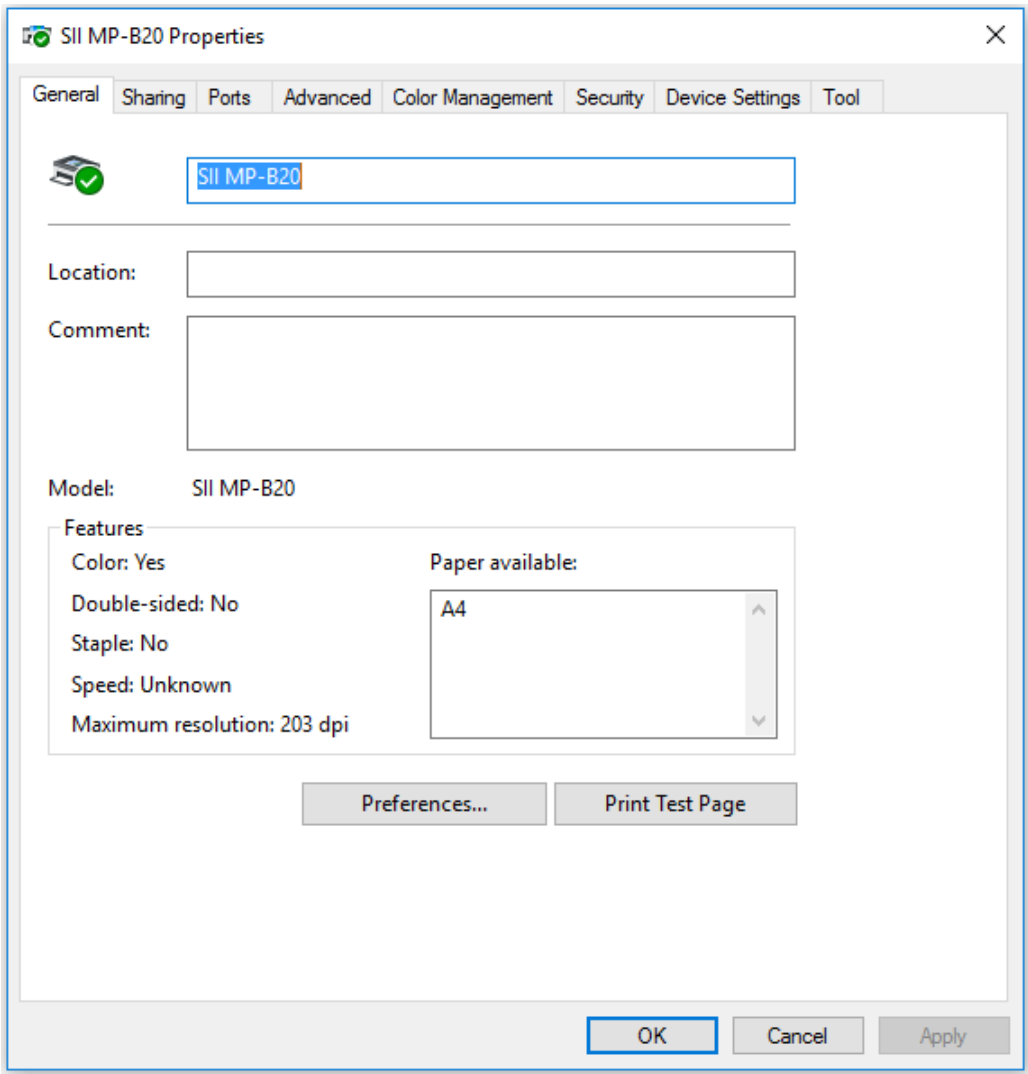 SII MP-B20 Properties
General Sharing Ports Advanced Color Management Security Device Settings Tool
SII MP-B20
Location:
Comment:
Model: SII MP-B20
Features
Color: Yes
Paper available:
Double-sided: No
A4
Staple: No
Speed: Unknown
Maximum resolution: 203 dpi
Preferences... Print Test Page
OK Cancel Apply